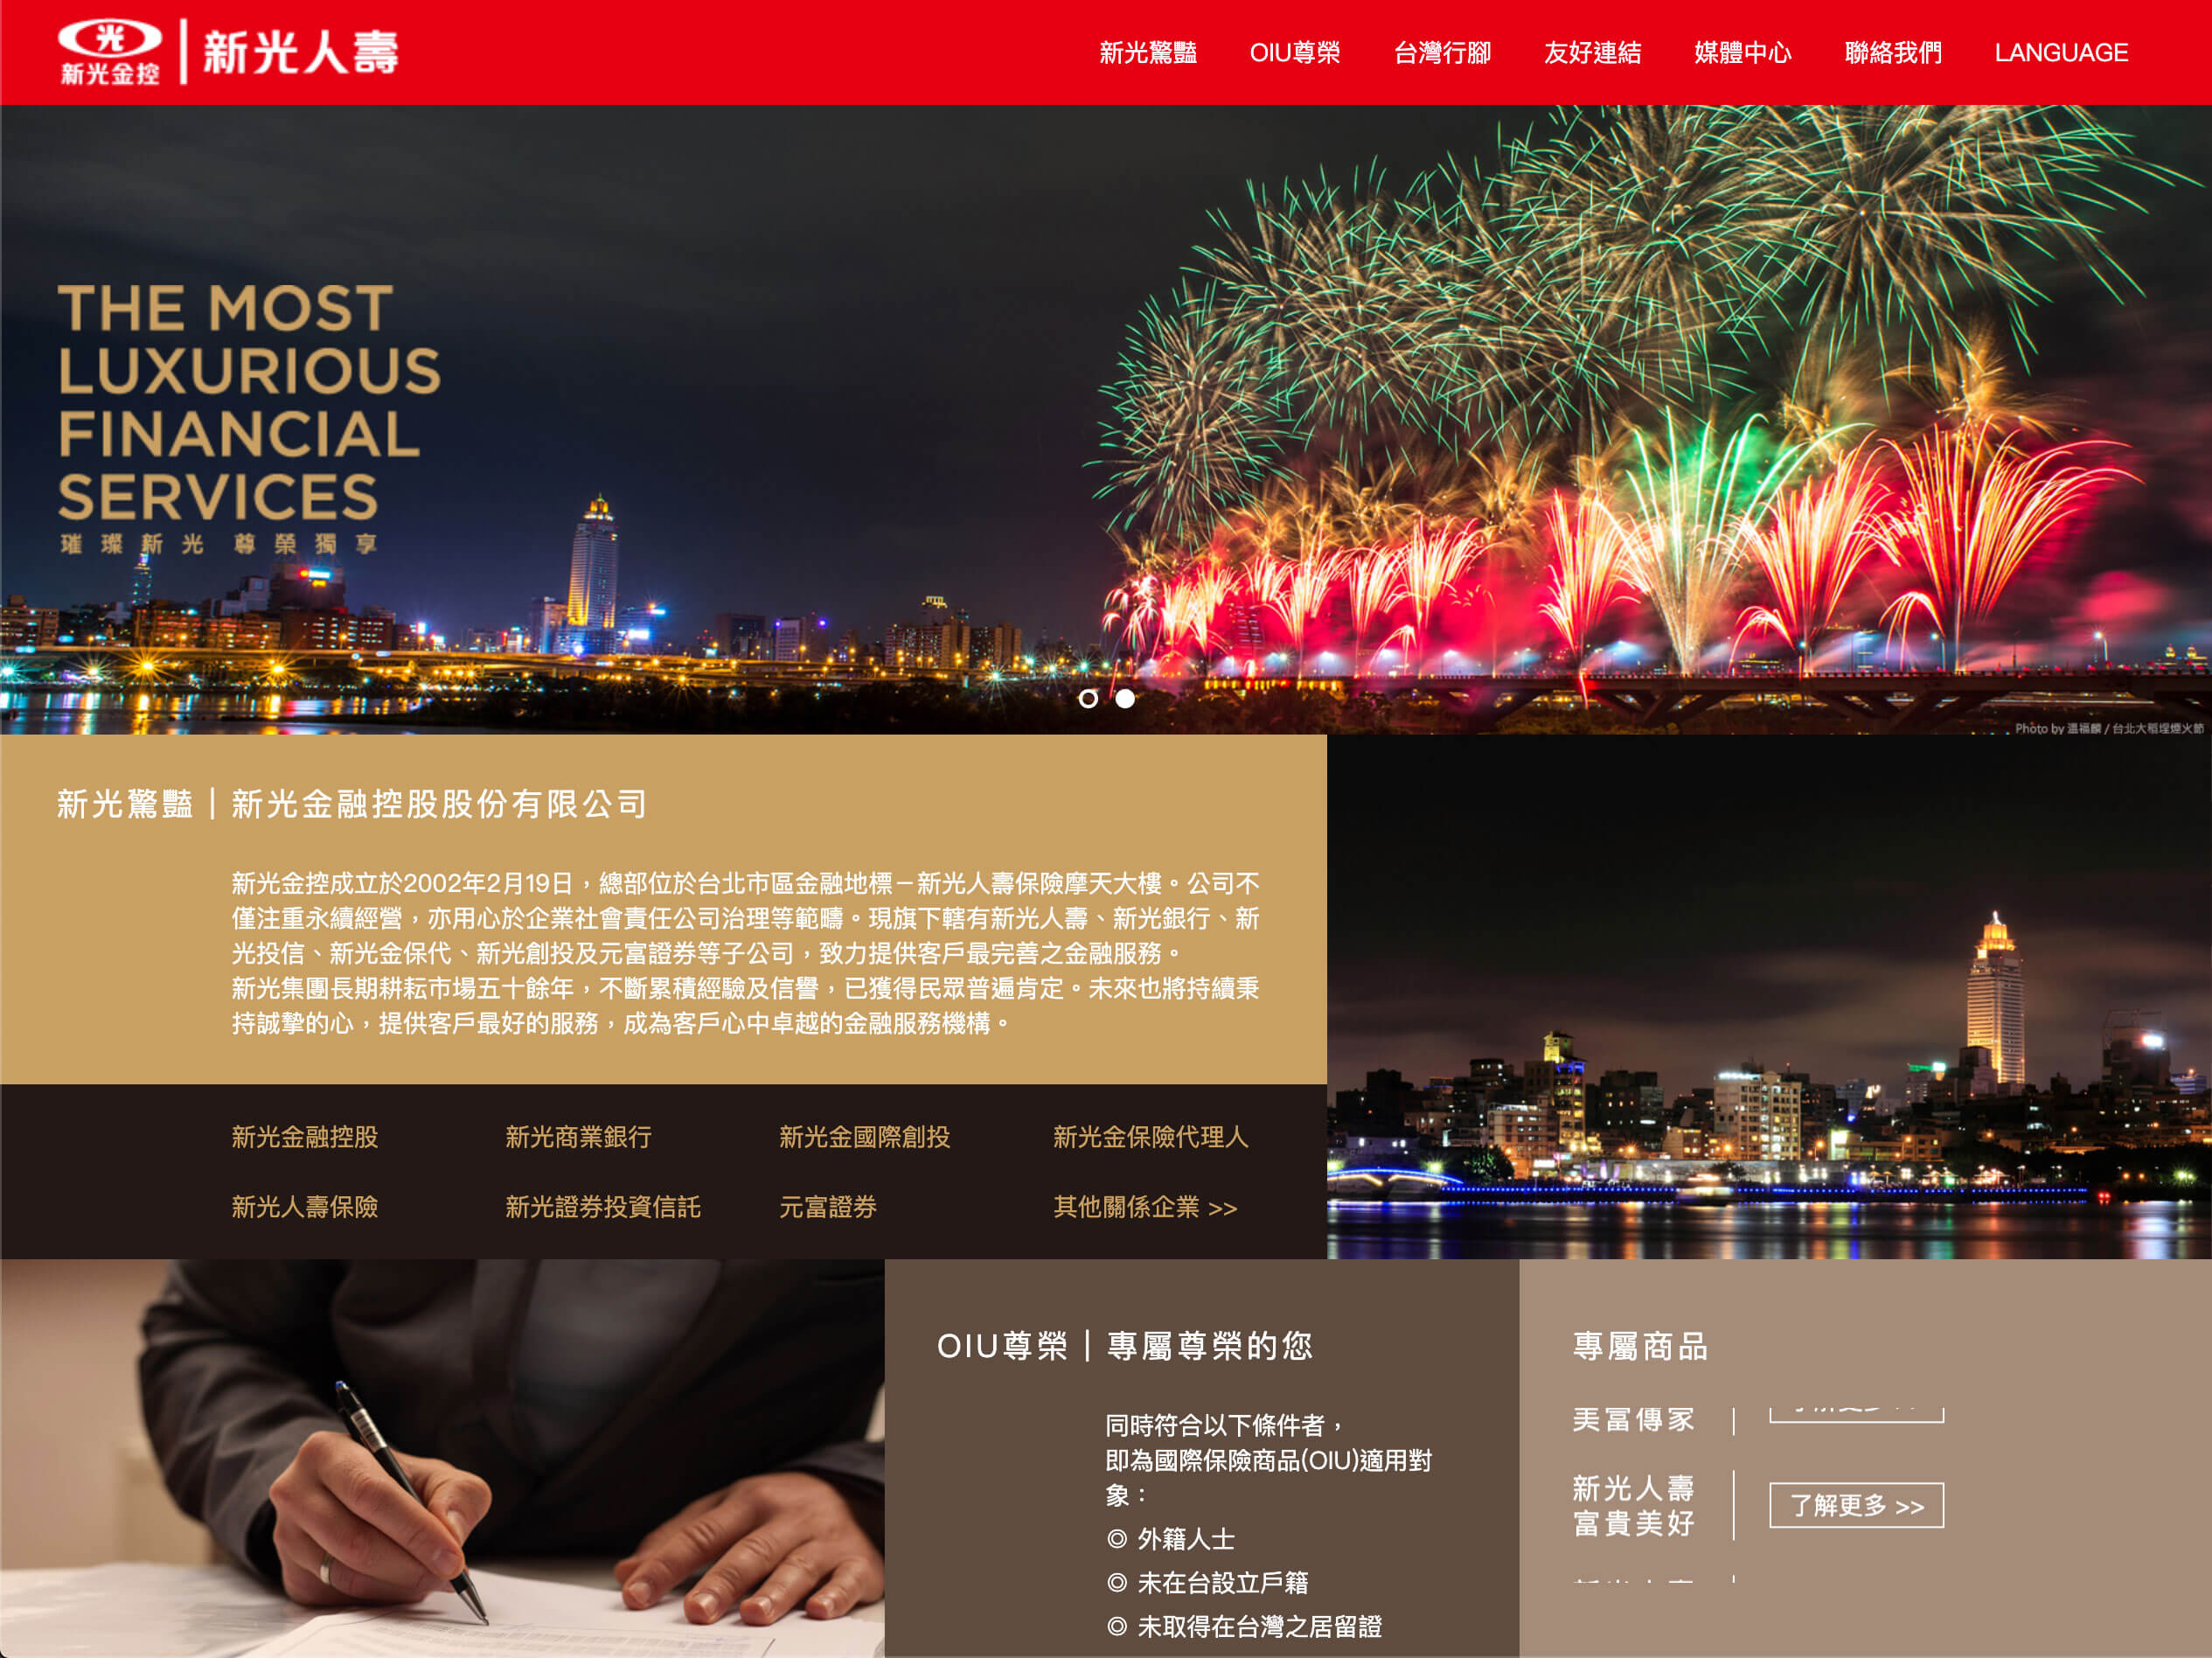 光
新光金控
新光人壽
新光驚豔 OIU尊榮 台灣行腳 友好連結 媒體中心 聯絡我們 LANGUAGE
THE MOST
LUXURIOUS
FINANCIAL
SERVICES
璀璨新光 尊榮獨享
Photo by 溫福麟 / 台北大稻埕煙火節
新光驚豔｜新光金融控股股份有限公司
新光金控成立於2002年2月19日，總部位於台北市區金融地標－新光人壽保險摩天大樓。公司不
僅注重永續經營，亦用心於企業社會責任公司治理等範疇。現旗下轄有新光人壽、新光銀行、新
光投信、新光金保代、新光創投及元富證券等子公司，致力提供客戶最完善之金融服務。
新光集團長期耕耘市場五十餘年，不斷累積經驗及信譽，已獲得民眾普遍肯定。未來也將持續秉
持誠摯的心，提供客戶最好的服務，成為客戶心中卓越的金融服務機構。
新光金融控股 新光商業銀行 新光金國際創投 新光金保險代理人
新光人壽保險 新光證券投資信託 元富證券 其他關係企業 >>
OIU尊榮｜專屬尊榮的您
同時符合以下條件者，
即為國際保險商品(OIU)適用對
象：
◎ 外籍人士
◎ 未在台設立戶籍
◎ 未取得在台灣之居留證
專屬商品
美富傳家
新光人壽
富貴美好
了解更多 >>